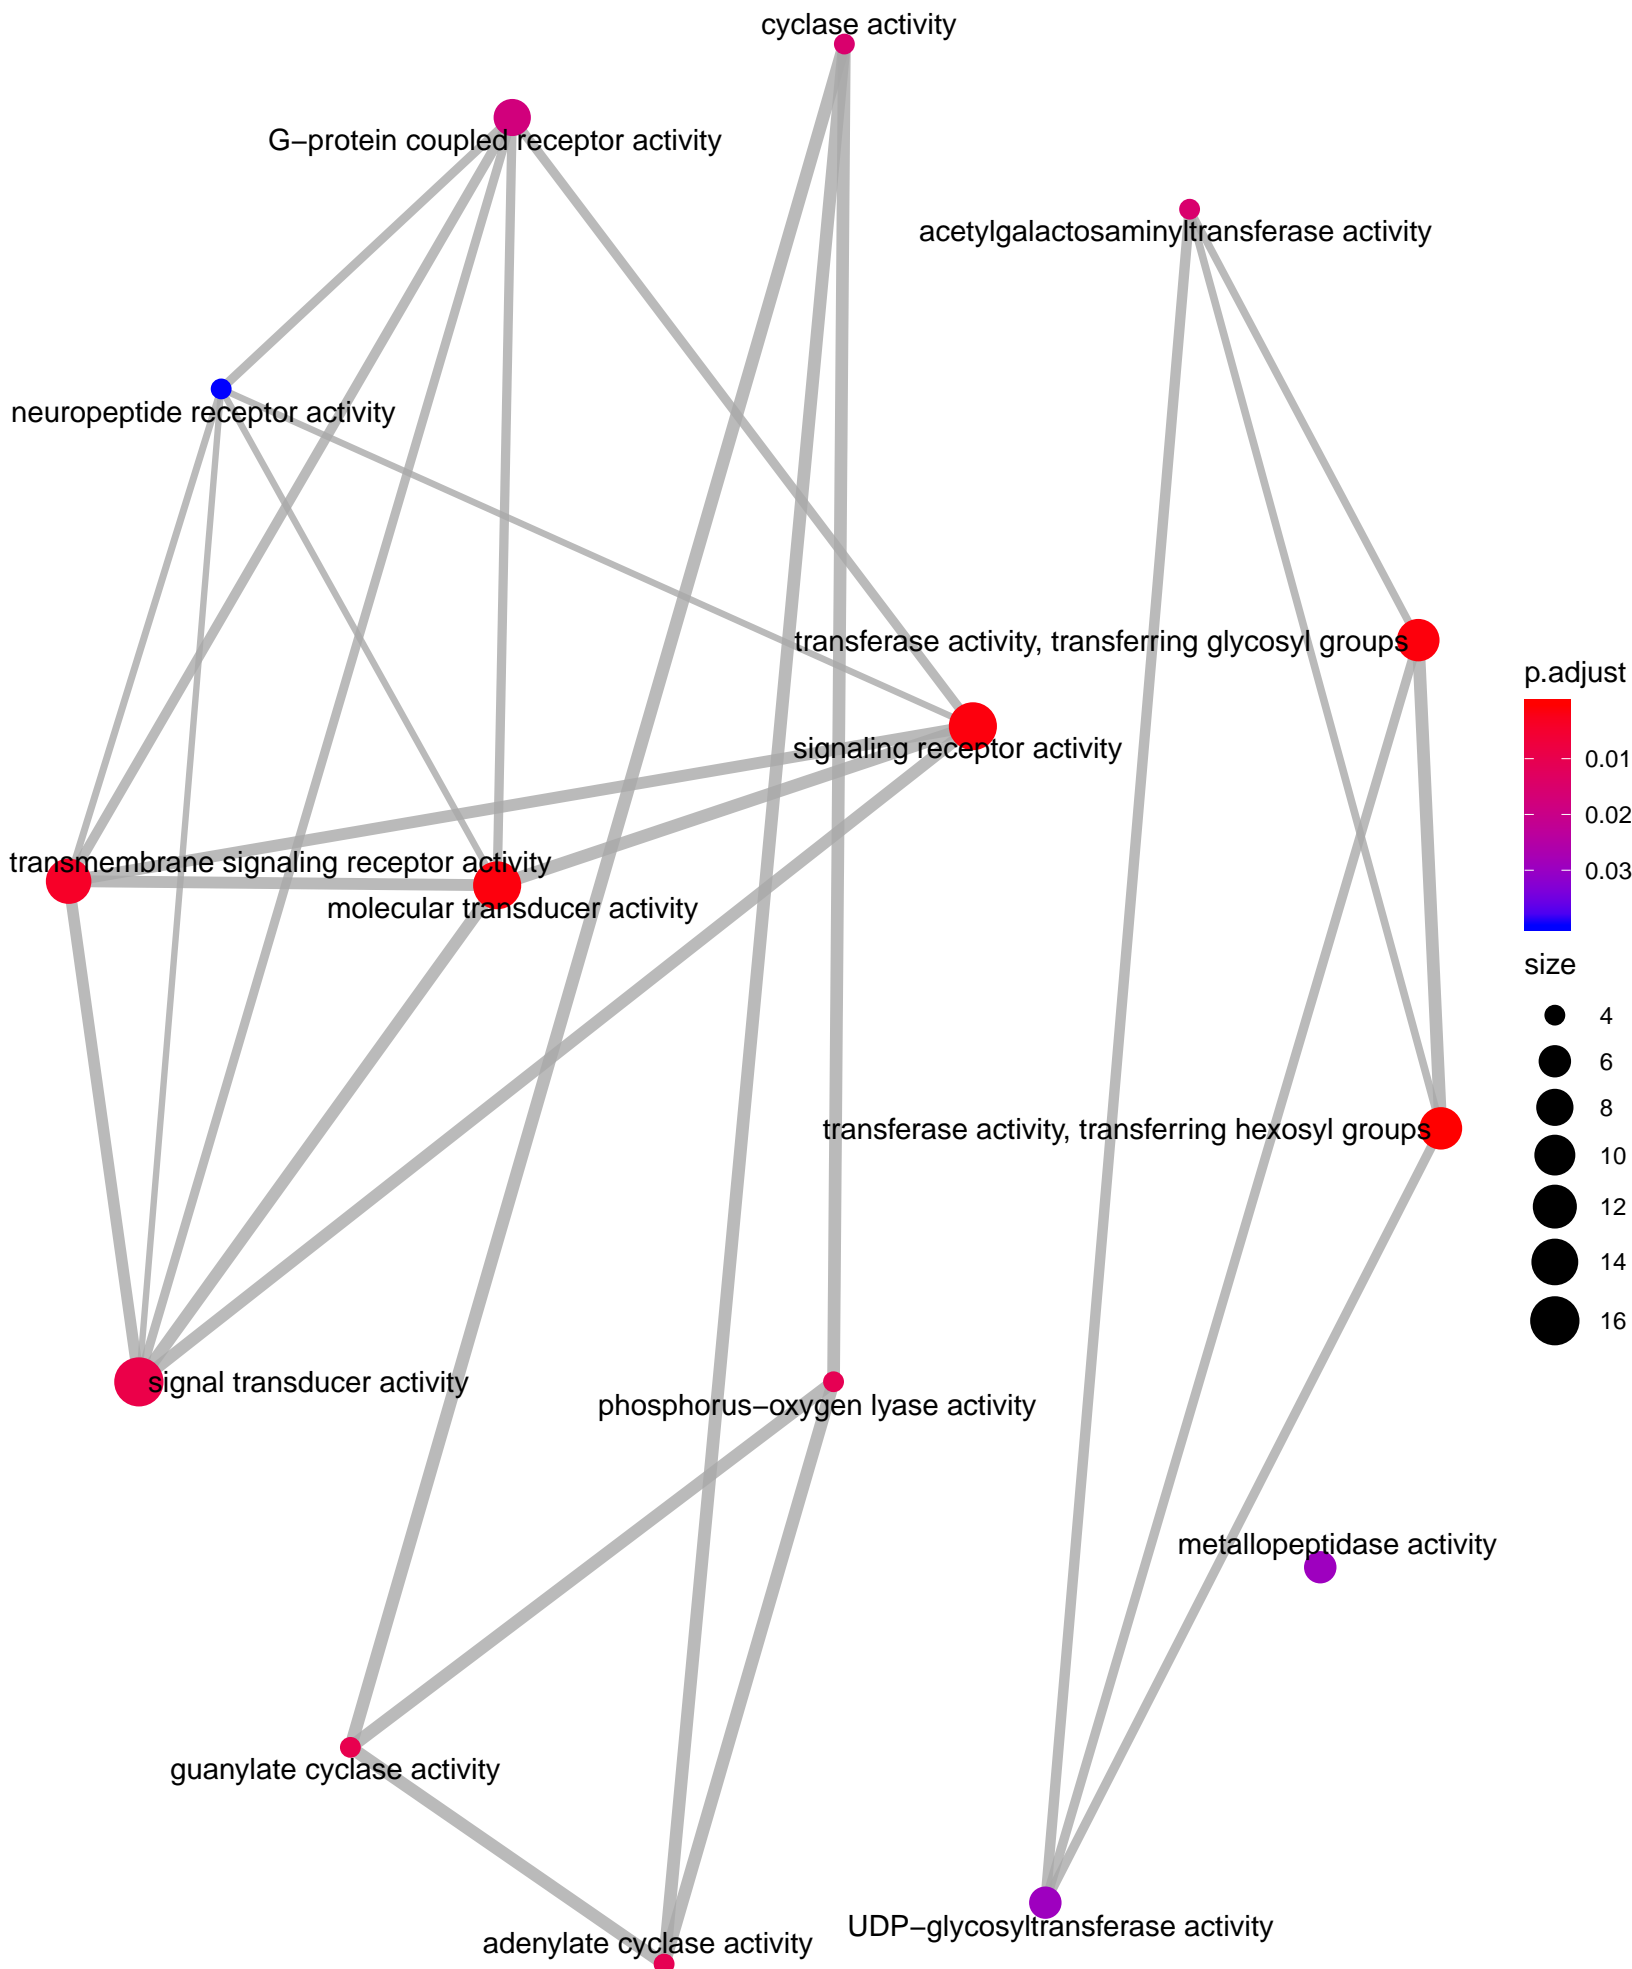 cyclase activity
G−protein coupled receptor activity
acetylgalactosaminyltransferase activity
neuropeptide receptor activity
transferase activity, transferring glycosyl groups
signaling receptor activity
transmembrane signaling receptor activity
molecular transducer activity
transferase activity, transferring hexosyl groups
signal transducer activity
phosphorus−oxygen lyase activity
metallopeptidase activity
guanylate cyclase activity
UDP−glycosyltransferase activity
adenylate cyclase activity
p.adjust
0.01
0.02
0.03
size
4
6
8
10
12
14
16